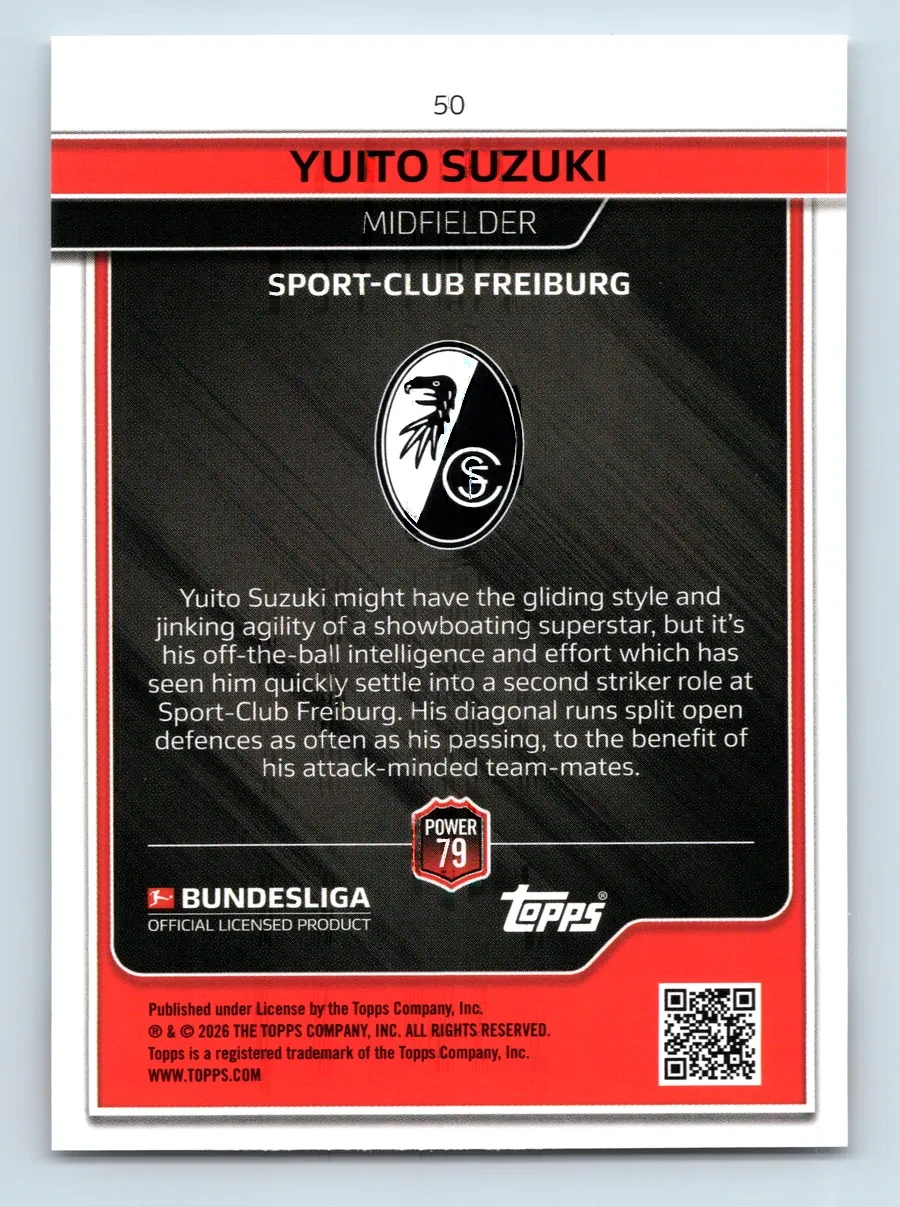 50
YUITO SUZUKI
MIDFIELDER
SPORT-CLUB FREIBURG
SC
F
Yuito Suzuki might have the gliding style and
jinking agility of a showboating superstar, but it's
his off-the-ball intelligence and effort which has
seen him quickly settle into a second striker role at
Sport-Club Freiburg. His diagonal runs split open
defences as often as his passing, to the benefit of
his attack-minded team-mates.
POWER
79
BUNDESLIGA
OFFICIAL LICENSED PRODUCT
topps®
Published under License by the Topps Company, Inc.
® & © 2026 THE TOPPS COMPANY, INC. ALL RIGHTS RESERVED.
Topps is a registered trademark of the Topps Company, Inc.
WWW.TOPPS.COM